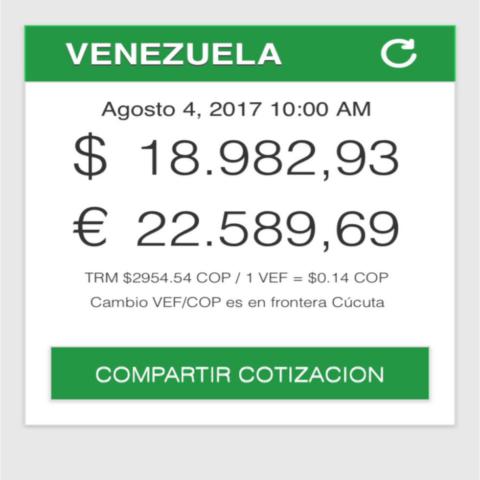 VENEZUELA
Agosto 4, 2017 10:00 AM
$ 18.982,93
€ 22.589,69
TRM $2954.54 COP / 1 VEF = $0.14 COP
Cambio VEF/COP es en frontera Cúcuta
COMPARTIR COTIZACION